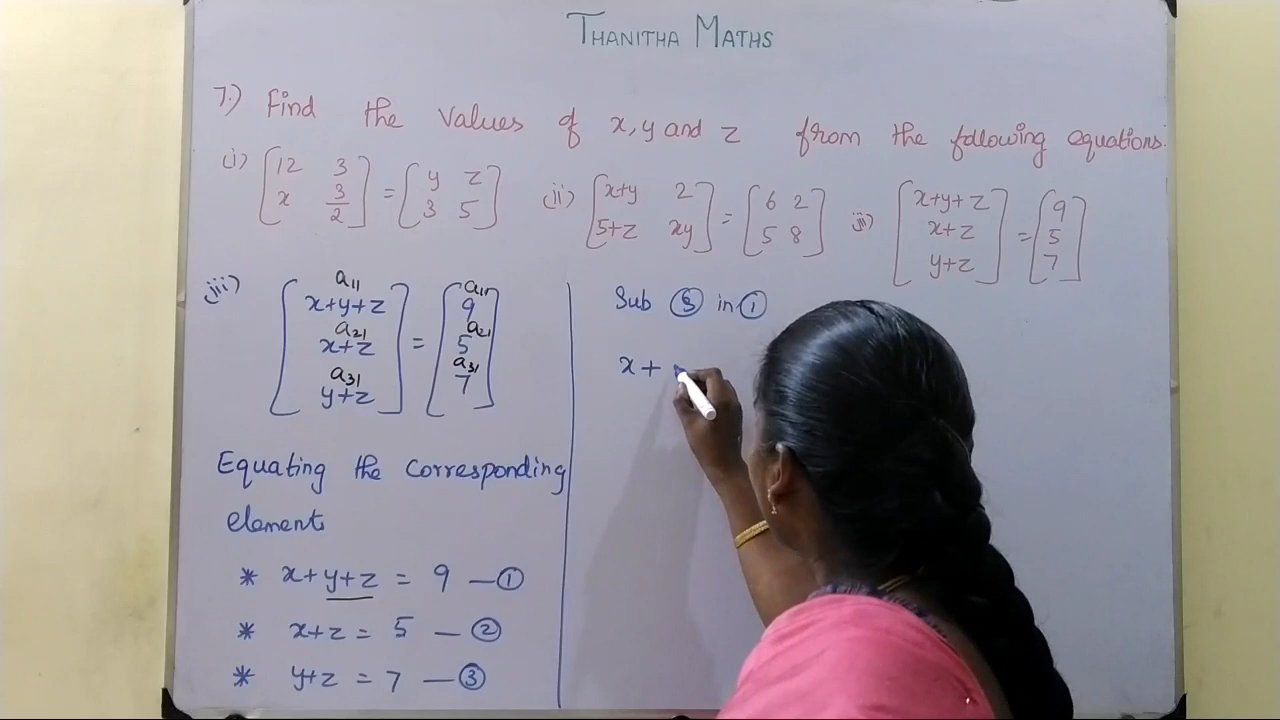 THANITHA MATHS
7.) Find the values of x, y and z from the following equations.
i) [12 3
x 3/2] = [y z
3 5]
ii) [x+y 2
5+z xy] = [6 2
5 8]
iii) [x+y+z
x+z
y+z] = [9
5
7]
iii) [a11
x+y+z
a21
x+z
a31
y+z] = [a11
9
a21
5
a31
7]
Equating the corresponding
element
* x+y+z = 9 — ①
* x+z = 5 — ②
* y+z = 7 — ③
Sub ③ in ①
x+